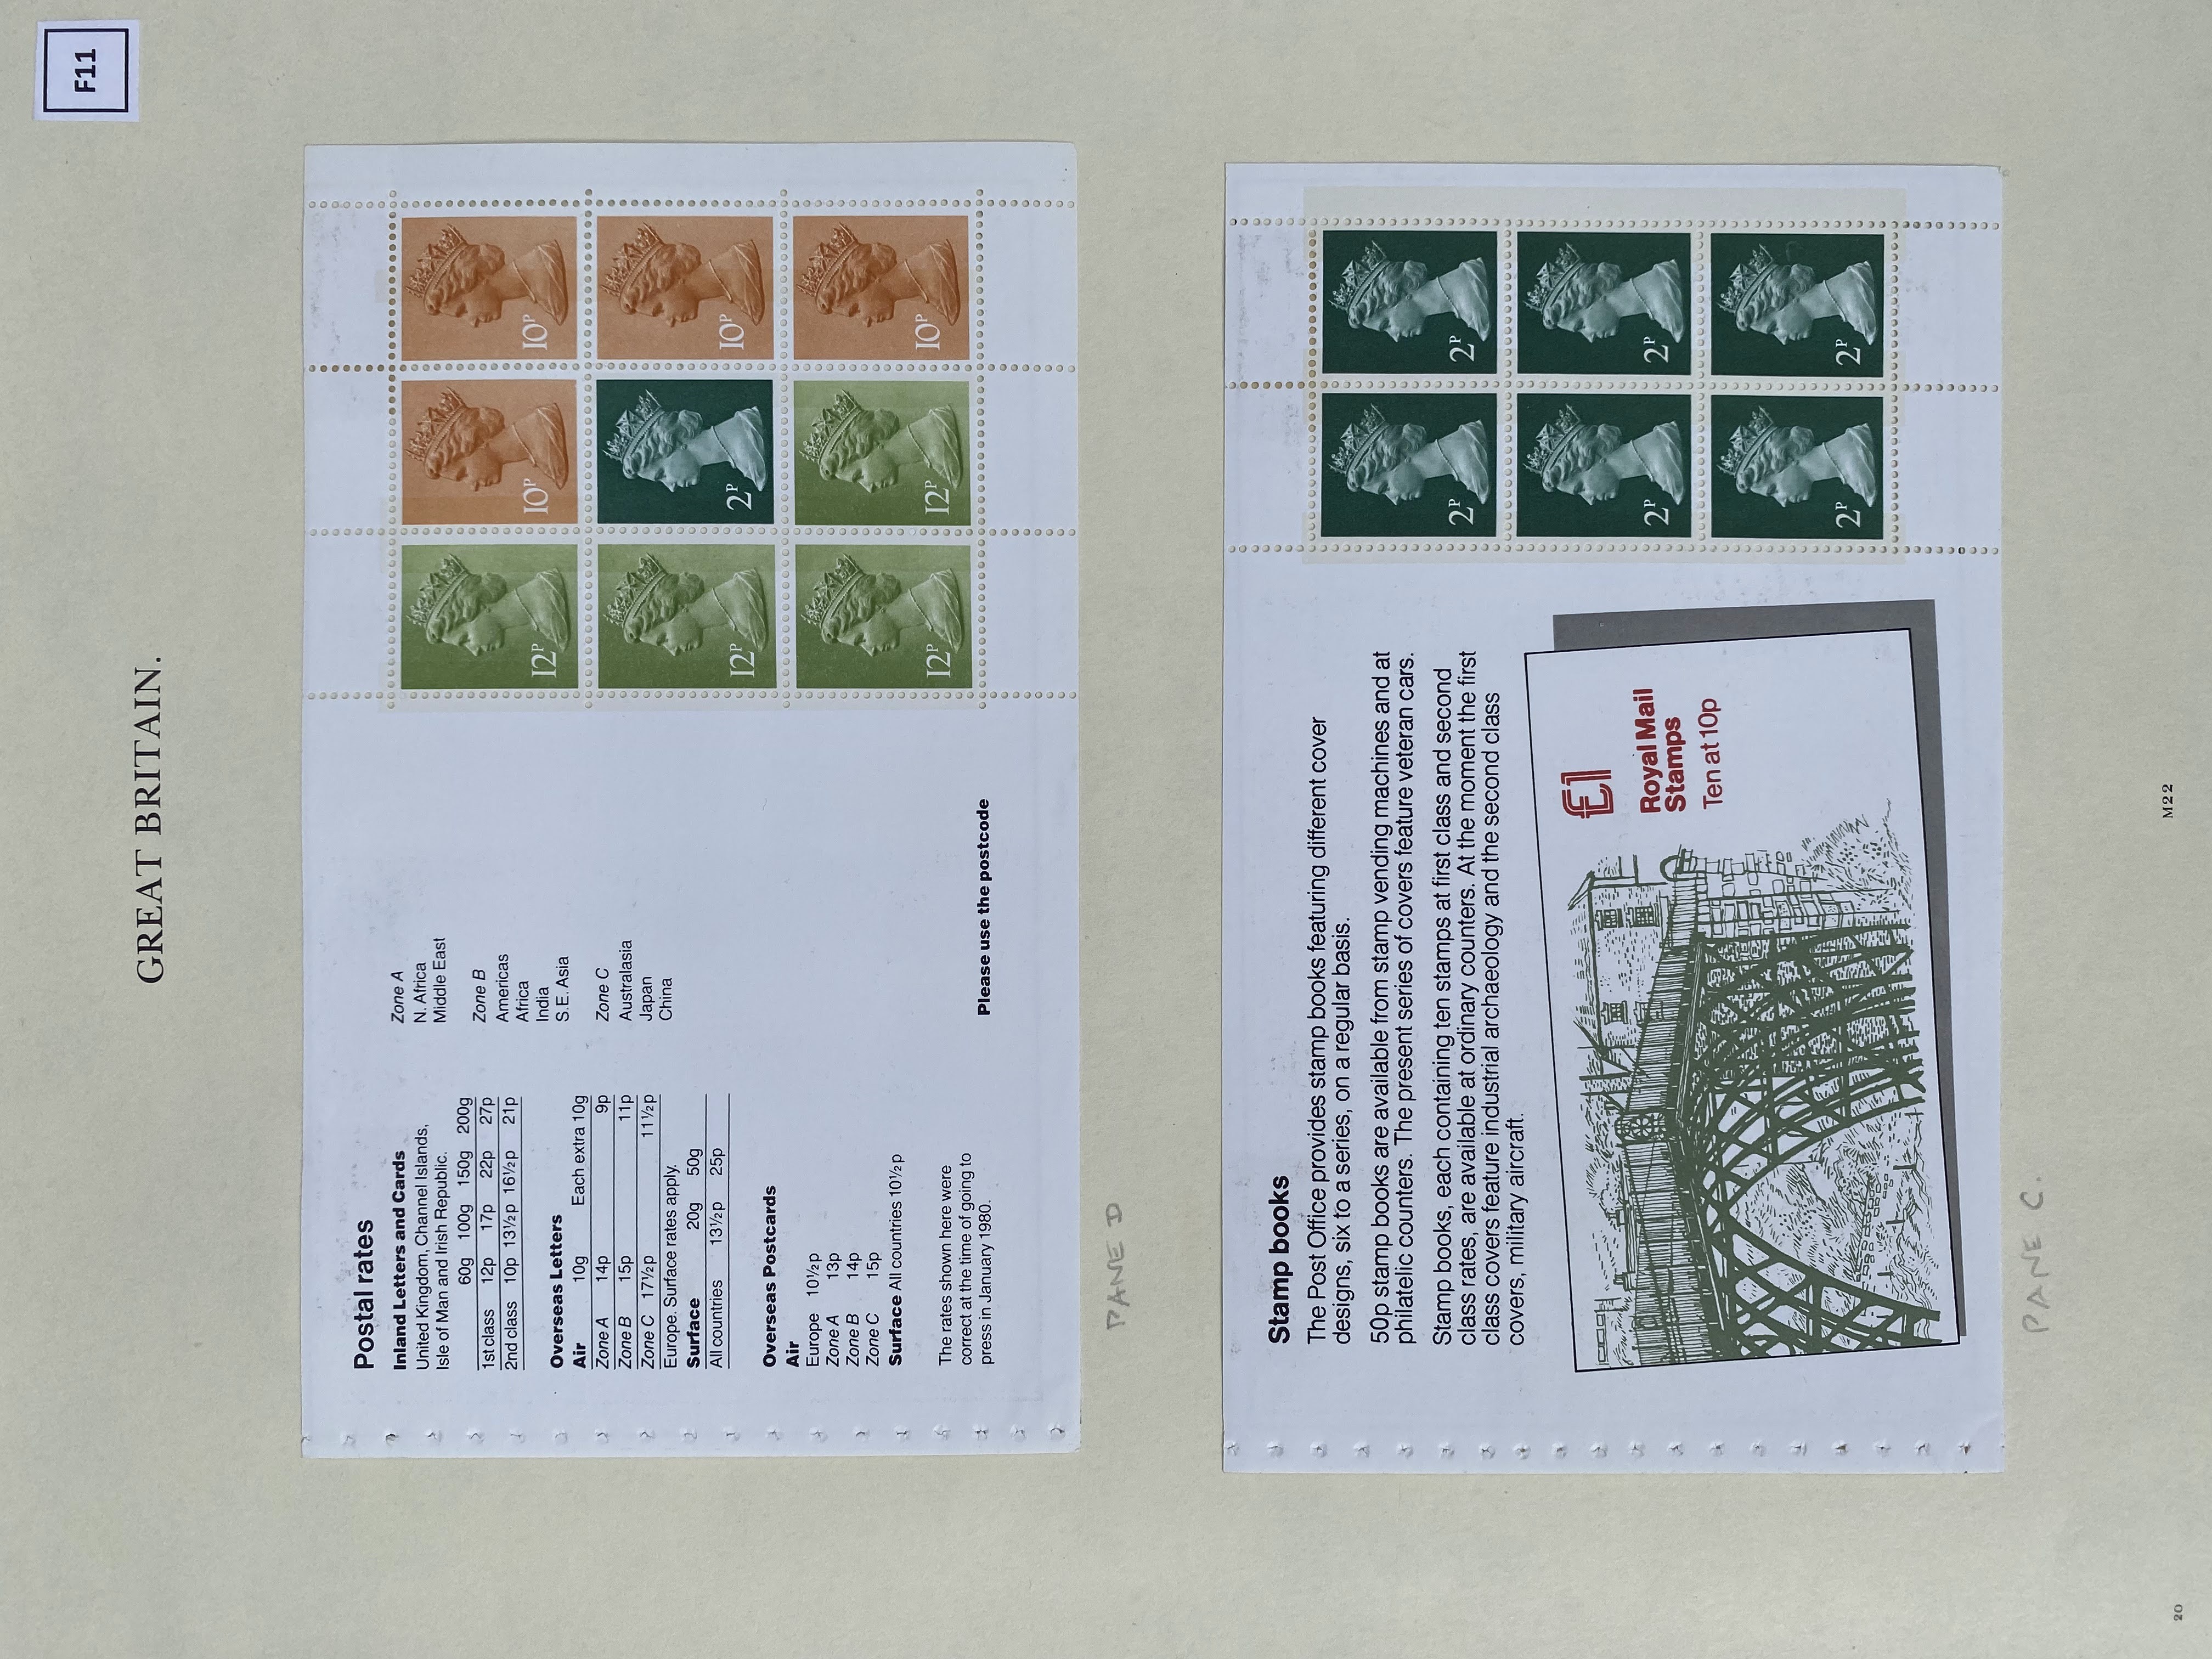 F11
GREAT BRITAIN.
Postal rates
Inland Letters and Cards
United Kingdom, Channel Islands,
Isle of Man and Irish Republic.
60g 100g 150g 200g
1st class 12p 17p 22p 27p
2nd class 10p 13½p 16½p 21p
Overseas Letters
Air 10g Each extra 10g
Zone A 14p 9p
Zone B 15p 11p
Zone C 17½p 11½p
Europe. Surface rates apply.
Surface 20g 50g
All countries 13½p 25p
Overseas Postcards
Air
Europe 10½p
Zone A 13p
Zone B 14p
Zone C 15p
Surface All countries 10½p
The rates shown here were
correct at the time of going to
press in January 1980.
Zone A
N. Africa
Middle East
Zone B
Americas
Africa
India
S.E. Asia
Zone C
Australasia
Japan
China
Please use the postcode
12P 10P 10P
12P 2P 10P
12P 12P 10P
PANE D
Stamp books
The Post Office provides stamp books featuring different cover
designs, six to a series, on a regular basis.
50p stamp books are available from stamp vending machines and at
philatelic counters. The present series of covers feature veteran cars.
Stamp books, each containing ten stamps at first class and second
class rates, are available at ordinary counters. At the moment the first
class covers feature industrial archaeology and the second class
covers, military aircraft.
£1
Royal Mail
Stamps
Ten at 10p
2P 2P
2P 2P
2P 2P
PANE C.
20
M22